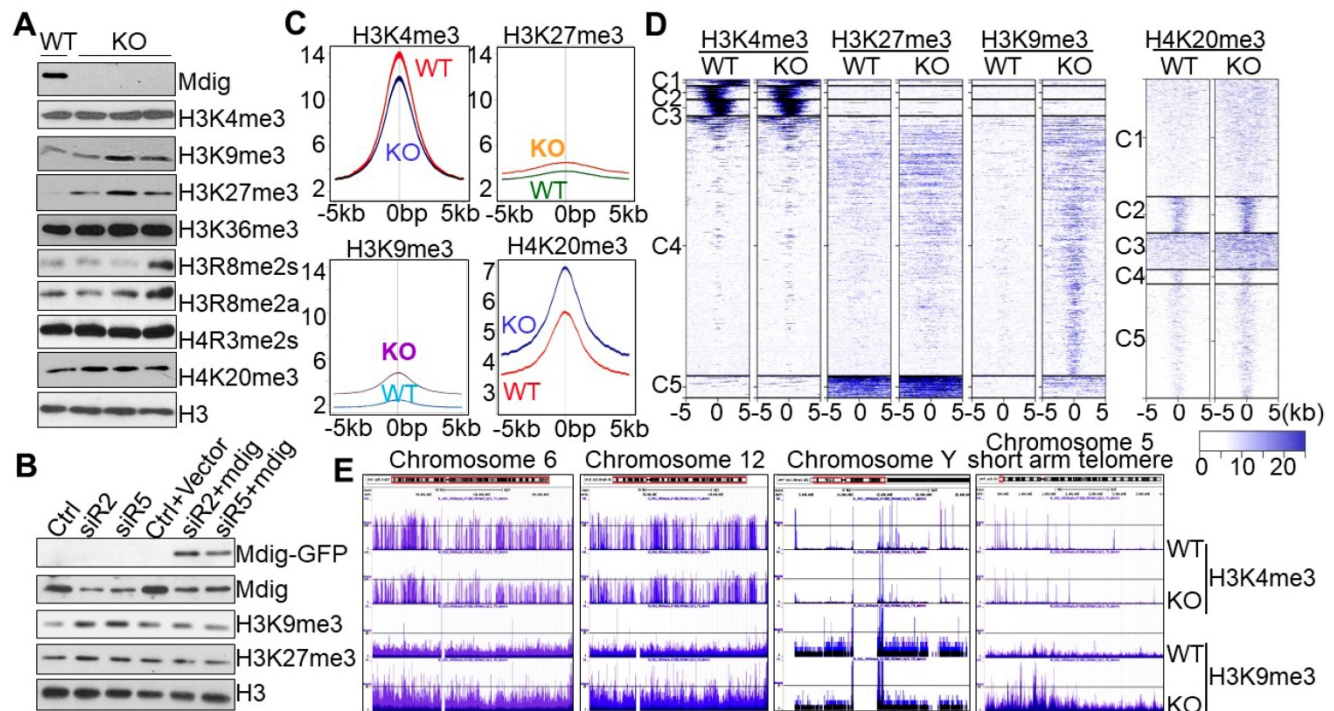 A
WT KO
Mdig
H3K4me3
H3K9me3
H3K27me3
H3K36me3
H3R8me2s
H3R8me2a
H4R3me2s
H4K20me3
H3
B
Ctrl
siR2
siR5
Ctrl+Vector
siR2+mdig
siR5+mdig
Mdig-GFP
Mdig
H3K9me3
H3K27me3
H3
C
H3K4me3
14
10
6
2
WT
KO
-5kb 0bp 5kb
H3K27me3
14
10
6
2
KO
WT
-5kb 0bp 5kb
H3K9me3
14
10
6
2
KO
WT
-5kb 0bp 5kb
H4K20me3
7
6
5
4
3
KO
WT
-5kb 0bp 5kb
D
H3K4me3 H3K27me3 H3K9me3 H4K20me3
WT KO WT KO WT KO WT KO
C1
C2
C3
C4
C5
C1
C2
C3
C4
C5
-5 0 5 -5 0 5 -5 0 5 -5 0 5 -5 0 5 -5 0 5 -5 0 5 -5 0 5(kb)
0 10 20
E
Chromosome 6
Chromosome 12
Chromosome Y
Chromosome 5
short arm telomere
WT
H3K4me3
KO
WT
H3K9me3
KO